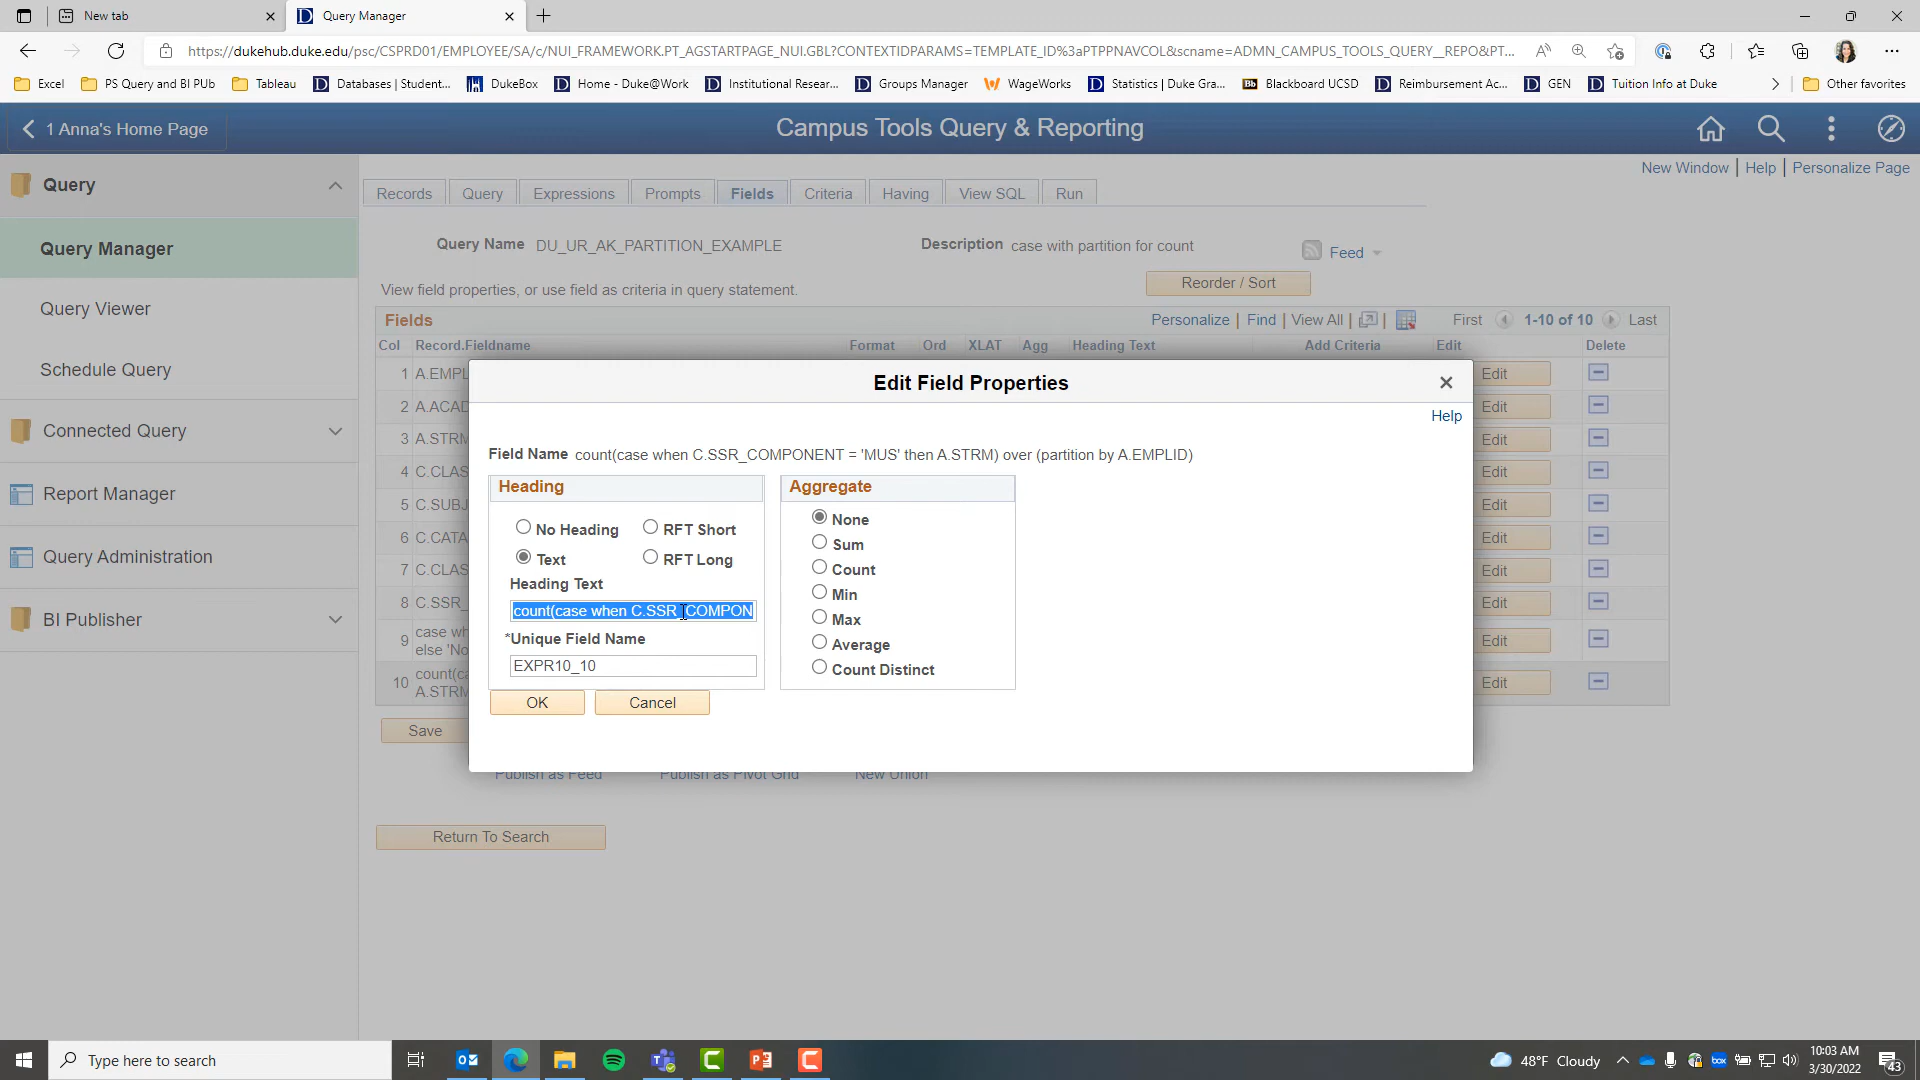 New tab
Query Manager
https://dukehub.duke.edu/psc/CSPRD01/EMPLOYEE/SA/c/NUI_FRAMEWORK.PT_AGSTARTPAGE_NUI.GBL?CONTEXTIDPARAMS=TEMPLATE_ID%3aPTPPNAVCOL&scname=ADMN_CAMPUS_TOOLS_QUERY__REPO&PT...
Excel
PS Query and BI PUb
Tableau
Databases | Student...
DukeBox
Home - Duke@Work
Institutional Resear...
Groups Manager
WageWorks
Statistics | Duke Gra...
Blackboard UCSD
Reimbursement Ac...
GEN
Tuition Info at Duke
Other favorites
1 Anna's Home Page
Campus Tools Query & Reporting
New Window | Help | Personalize Page
Query
Query Manager
Query Viewer
Schedule Query
Connected Query
Report Manager
Query Administration
BI Publisher
Records
Query
Expressions
Prompts
Fields
Criteria
Having
View SQL
Run
Query Name DU_UR_AK_PARTITION_EXAMPLE
Description case with partition for count
Feed
View field properties, or use field as criteria in query statement.
Reorder / Sort
Fields
Personalize | Find | View All |
First 1-10 of 10 Last
Col Record.Fieldname Format Ord XLAT Agg Heading Text Add Criteria Edit Delete
1 A.EMPL
Edit
2 A.ACAD
Edit
3 A.STRM
Edit
4 C.CLAS
Edit
5 C.SUBJ
Edit
6 C.CATA
Edit
7 C.CLAS
Edit
8 C.SSR_
Edit
9 case wh
else 'No
Edit
10 count(ca
A.STRM
Edit
Save
Publish as Feed
Publish as Pivot Grid
New Union
Return To Search
Edit Field Properties
Help
Field Name count(case when C.SSR_COMPONENT = 'MUS' then A.STRM) over (partition by A.EMPLID)
Heading
No Heading
RFT Short
Text
RFT Long
Heading Text
count(case when C.SSR_COMPON
*Unique Field Name
EXPR10_10
Aggregate
None
Sum
Count
Min
Max
Average
Count Distinct
OK
Cancel
Type here to search
48°F Cloudy
10:03 AM
3/30/2022
43